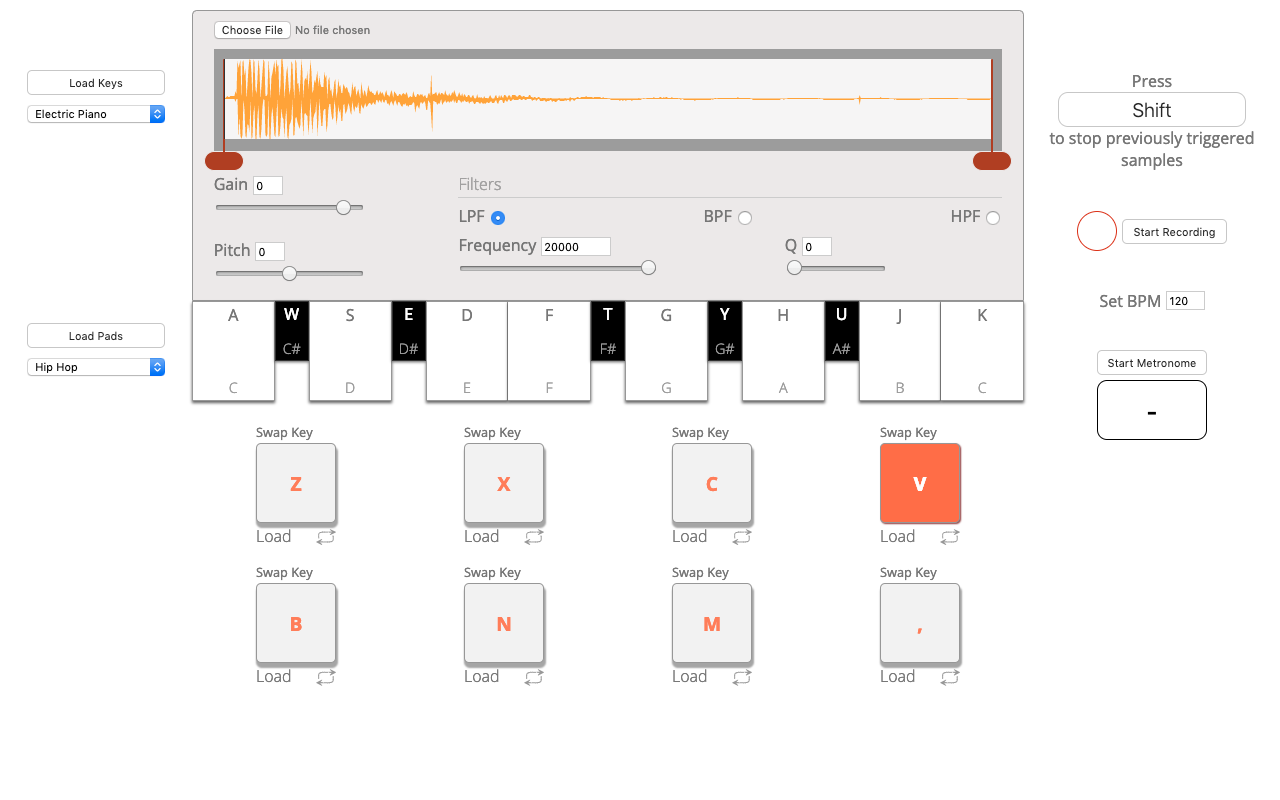 Choose File No file chosen
Load Keys
Electric Piano
Press
Shift
to stop previously triggered
samples
Gain 0
Filters
LPF BPF HPF
Start Recording
Pitch 0
Frequency 20000 Q 0
Set BPM 120
A W S E D F T G Y H U J K
C# D# F# G# A#
C D E F G A B C
Load Pads
Hip Hop
Start Metronome
-
Swap Key Swap Key Swap Key Swap Key
Z X C V
Load Load Load Load
Swap Key Swap Key Swap Key Swap Key
B N M ,
Load Load Load Load